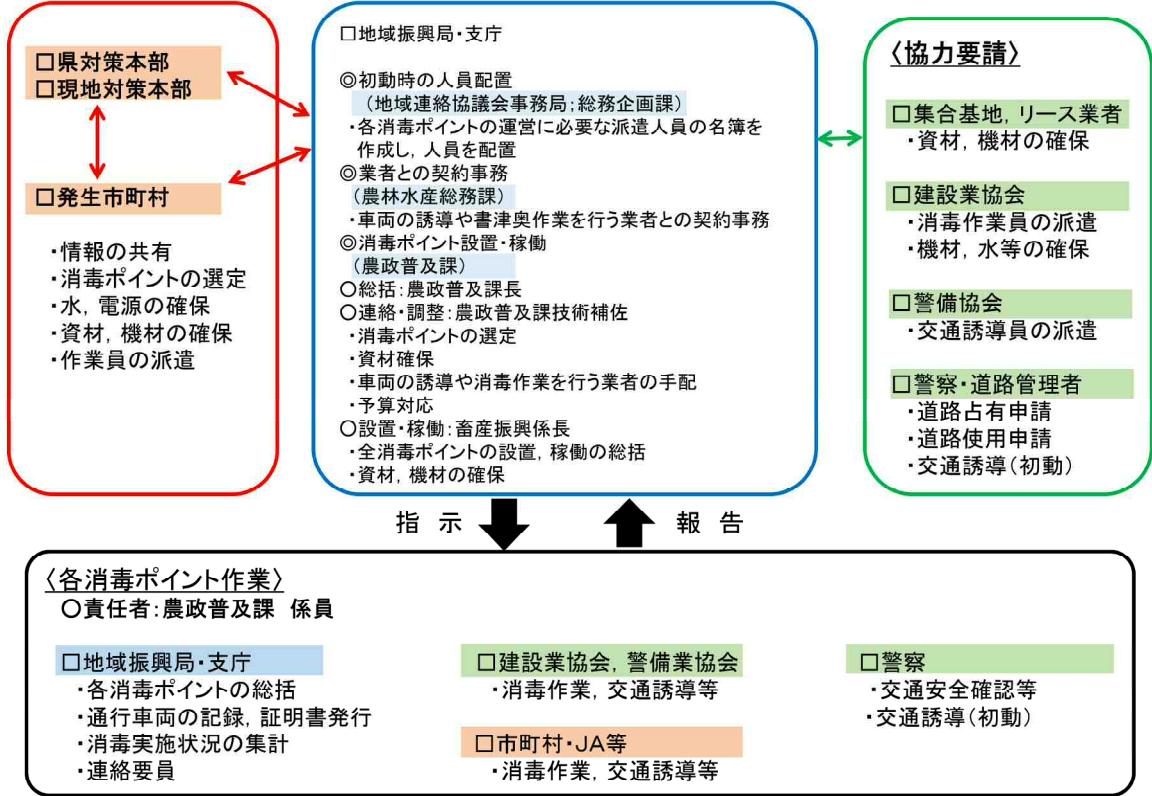 □県対策本部
□現地対策本部
□発生市町村
・情報の共有
・消毒ポイントの選定
・水，電源の確保
・資材，機材の確保
・作業員の派遣
□地域振興局・支庁
◎初動時の人員配置
（地域連絡協議会事務局；総務企画課）
・各消毒ポイントの運営に必要な派遣人員の名簿を
作成し，人員を配置
◎業者との契約事務
（農林水産総務課）
・車両の誘導や書津奥作業を行う業者との契約事務
◎消毒ポイント設置・稼働
（農政普及課）
○総括：農政普及課長
○連絡・調整：農政普及課技術補佐
・消毒ポイントの選定
・資材確保
・車両の誘導や消毒作業を行う業者の手配
・予算対応
○設置・稼働：畜産振興係長
・全消毒ポイントの設置，稼働の総括
・資材，機材の確保
〈協力要請〉
□集合基地，リース業者
・資材，機材の確保
□建設業協会
・消毒作業員の派遣
・機材，水等の確保
□警備協会
・交通誘導員の派遣
□警察・道路管理者
・道路占有申請
・道路使用申請
・交通誘導（初動）
指　示
報　告
〈各消毒ポイント作業〉
○責任者：農政普及課　係員
□地域振興局・支庁
・各消毒ポイントの総括
・通行車両の記録，証明書発行
・消毒実施状況の集計
・連絡要員
□建設業協会，警備業協会
・消毒作業，交通誘導等
□市町村・JA等
・消毒作業，交通誘導等
□警察
・交通安全確認等
・交通誘導（初動）